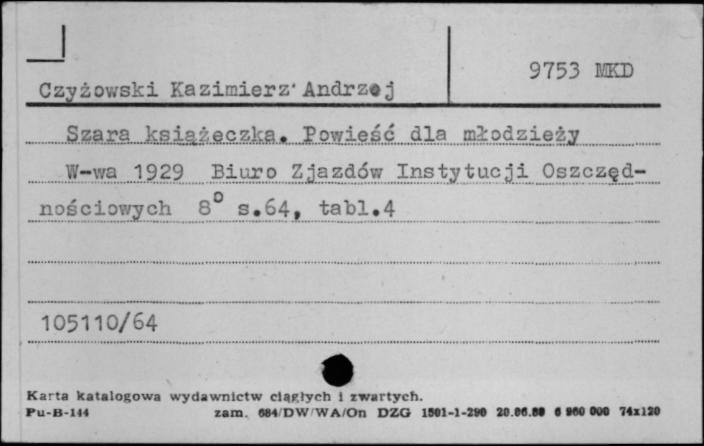 9753 MKD
Czyżowski Kazimierz Andrzej
Szara książeczka. Powieść dla młodzieży
W-wa 1929 Biuro Zjazdów Instytucji Oszczęd-
nościowych 8° s.64, tabl.4
105110/64
Karta katalogowa wydawnictw ciągłych i zwartych.
Pu-B-144 zam. 684/DW/WA/On DZG 1501-1-290 20.06.80 6 960 000 74x120